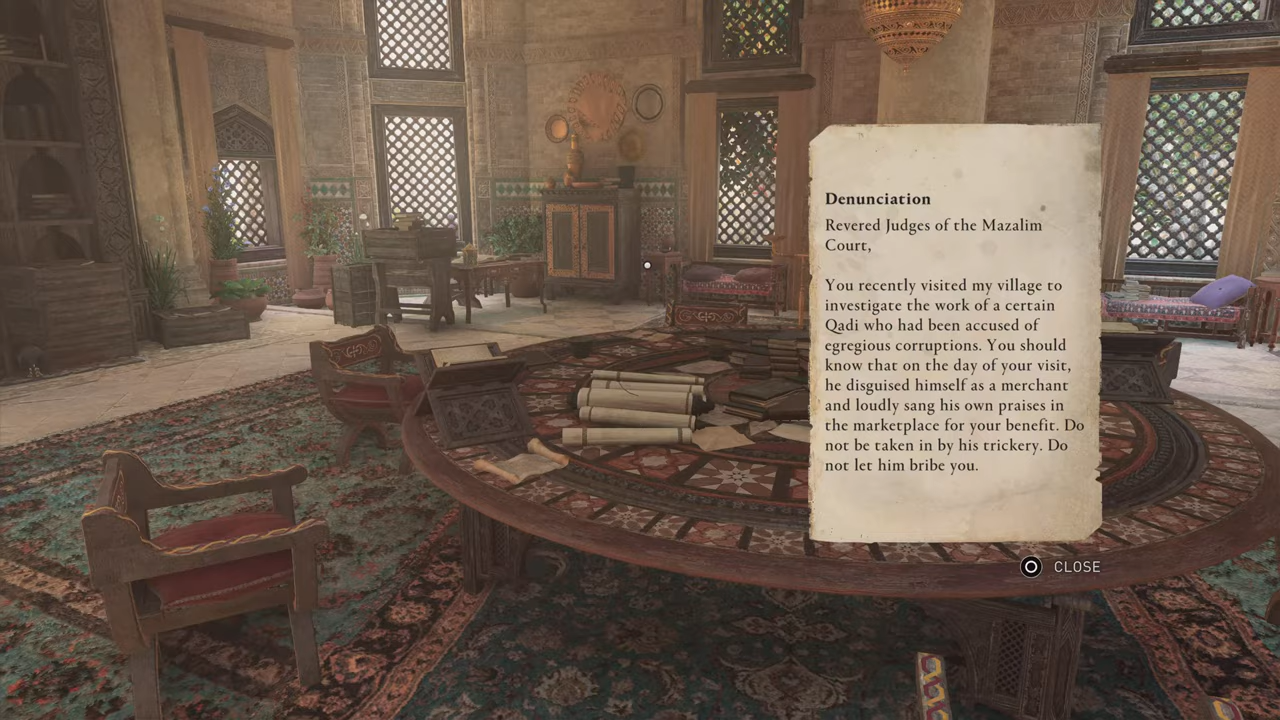 Denunciation
Revered Judges of the Mazalim
Court,
You recently visited my village to
investigate the work of a certain
Qadi who had been accused of
egregious corruptions. You should
know that on the day of your visit,
he disguised himself as a merchant
and loudly sang his own praises in
the marketplace for your benefit. Do
not be taken in by his trickery. Do
not let him bribe you.
CLOSE